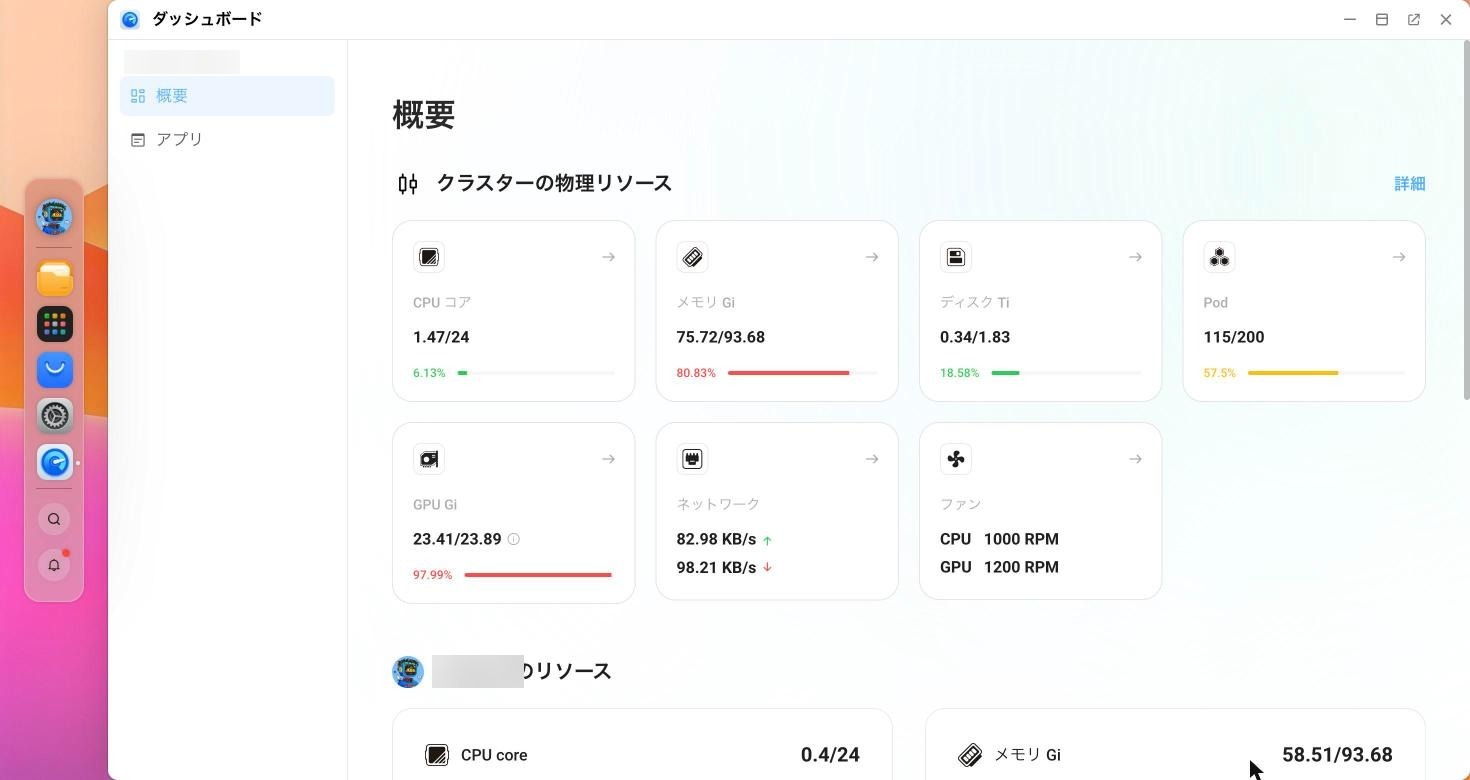 ダッシュボード
概要
アプリ
概要
クラスターの物理リソース
詳細
CPU コア
1.47/24
6.13%
メモリ Gi
75.72/93.68
80.83%
ディスク Ti
0.34/1.83
18.58%
Pod
115/200
57.5%
GPU Gi
23.41/23.89
97.99%
ネットワーク
82.98 KB/s ↑
98.21 KB/s ↓
ファン
CPU 1000 RPM
GPU 1200 RPM
のリソース
CPU core
0.4/24
メモリ Gi
58.51/93.68